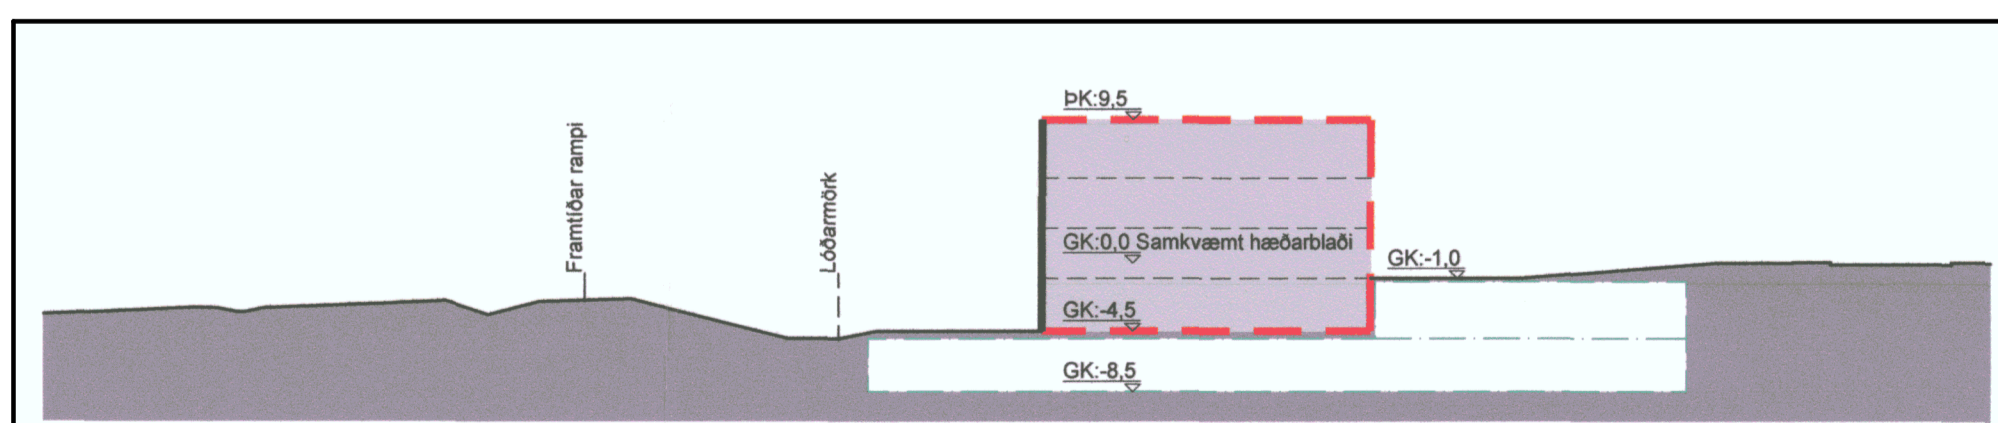 ÞK:9,5
Framtíðar rampi
Lóðarmörk
GK:0,0 Samkvæmt hæðarblaði
GK:-1,0
GK:-4,5
GK:-8,5